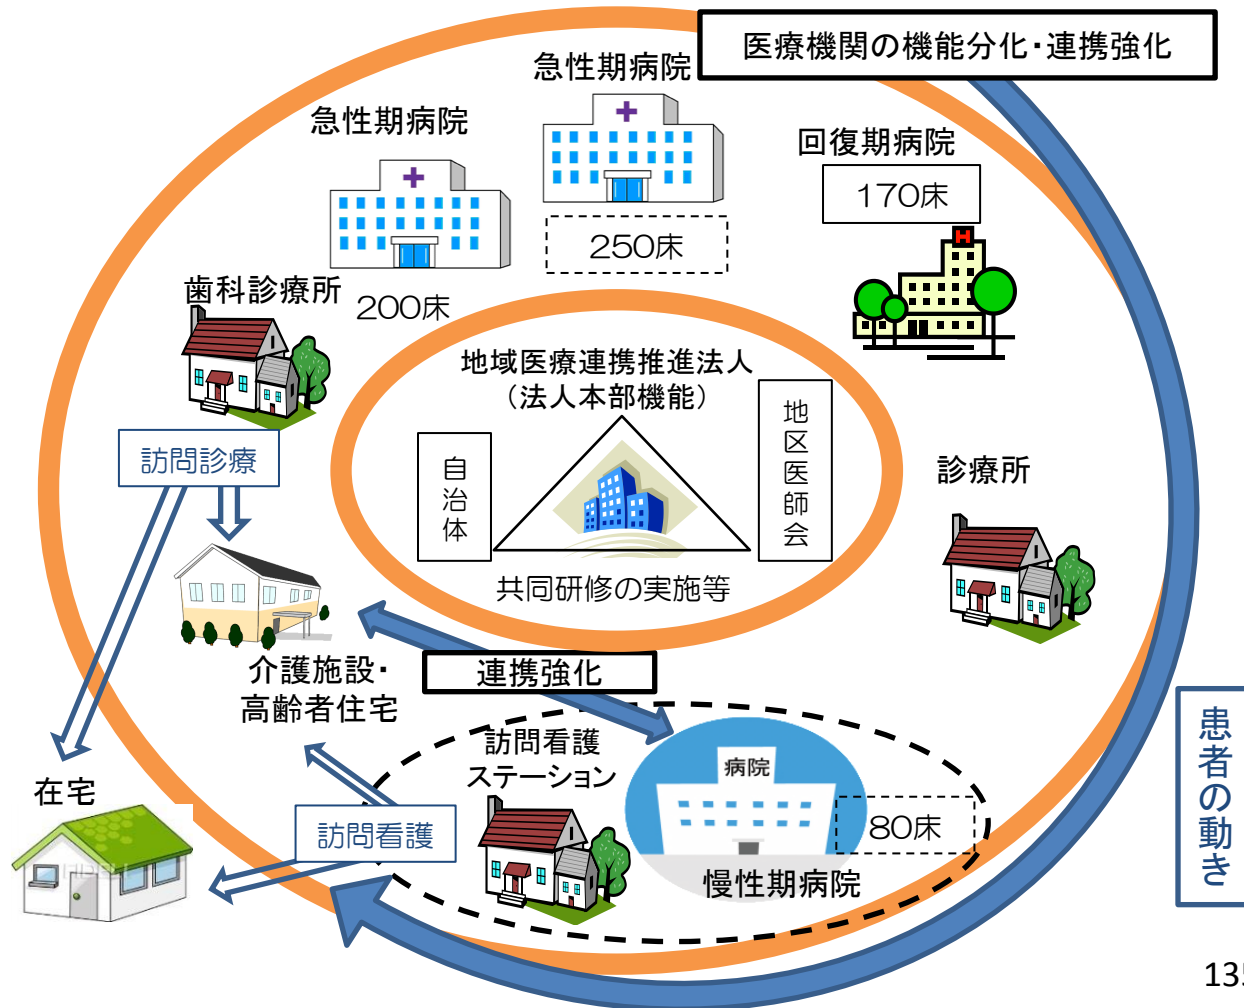 医療機関の機能分化・連携強化
急性期病院
急性期病院
回復期病院
170床
250床
200床
歯科診療所
地域医療連携推進法人
(法人本部機能)
自治体
地区医師会
訪問診療
診療所
共同研修の実施等
介護施設・
高齢者住宅
連携強化
訪問看護
ステーション
病院
80床
慢性期病院
在宅
訪問看護
患者の動き
135